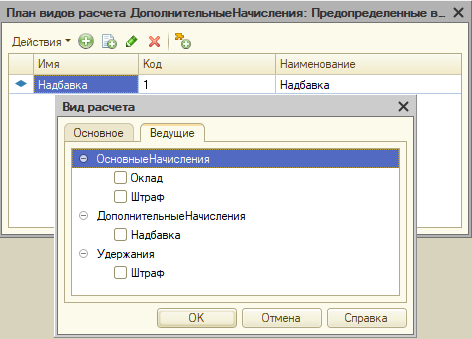 План видов расчета ДополнительныеНачисления: Предопределенные в...
Действия
Имя Код Наименование
Надбавка 1 Надбавка
Вид расчета
Основное Ведущие
ОсновныеНачисления
Оклад
Штраф
ДополнительныеНачисления
Надбавка
Удержания
Штраф
OK Отмена Справка